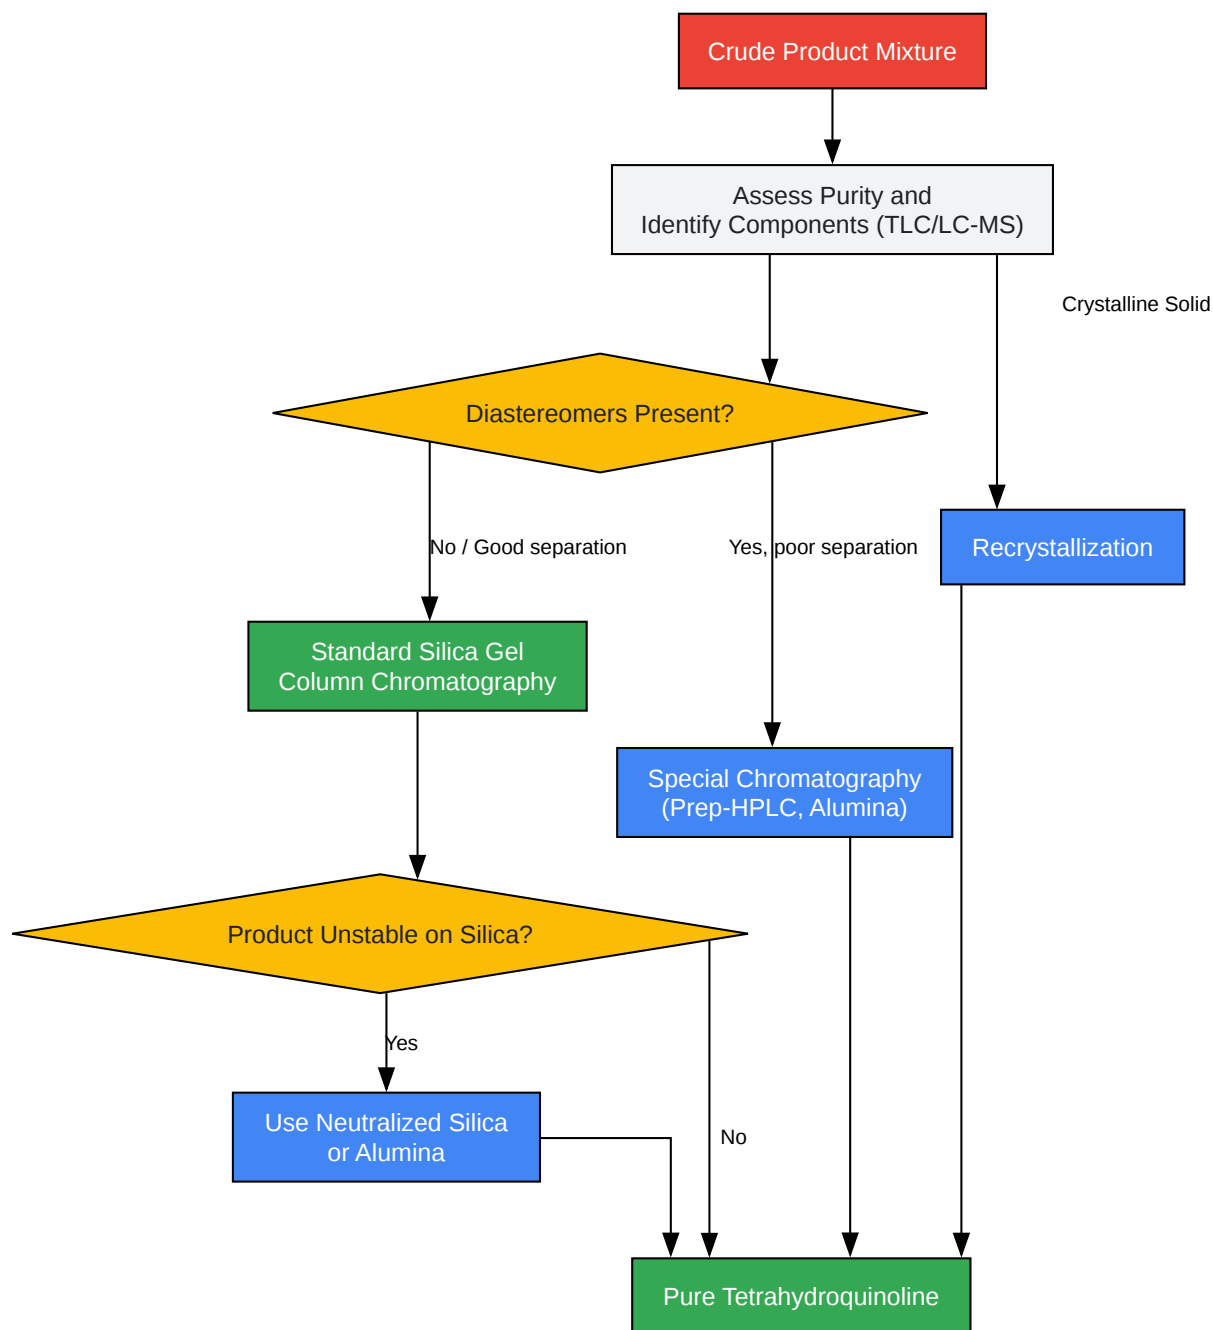 Crude Product Mixture
Assess Purity and
Identify Components (TLC/LC-MS)
Crystalline Solid
Diastereomers Present?
No / Good separation
Yes, poor separation
Recrystallization
Standard Silica Gel
Column Chromatography
Special Chromatography
(Prep-HPLC, Alumina)
Product Unstable on Silica?
Yes
Use Neutralized Silica
or Alumina
No
Pure Tetrahydroquinoline